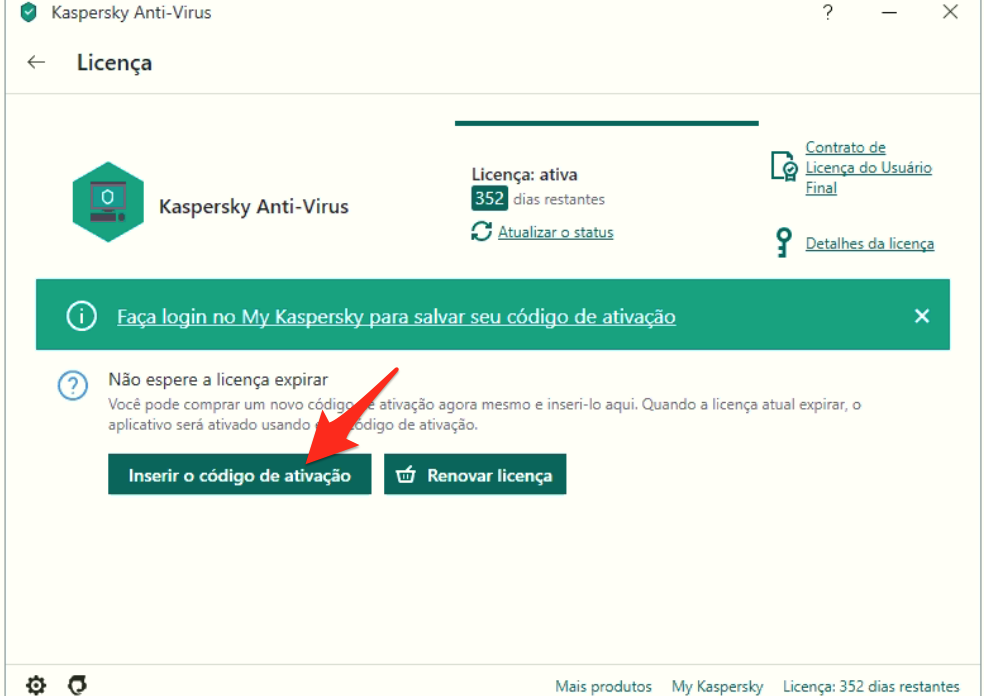 Kaspersky Anti-Virus
?
Licença
Kaspersky Anti-Virus
Licença: ativa
352 dias restantes
Atualizar o status
Contrato de
Licença do Usuário
Final
Detalhes da licença
Faça login no My Kaspersky para salvar seu código de ativação
Não espere a licença expirar
Você pode comprar um novo código de ativação agora mesmo e inseri-lo aqui. Quando a licença atual expirar, o
aplicativo será ativado usando código de ativação.
Inserir o código de ativação
Renovar licença
Mais produtos
My Kaspersky
Licença: 352 dias restantes